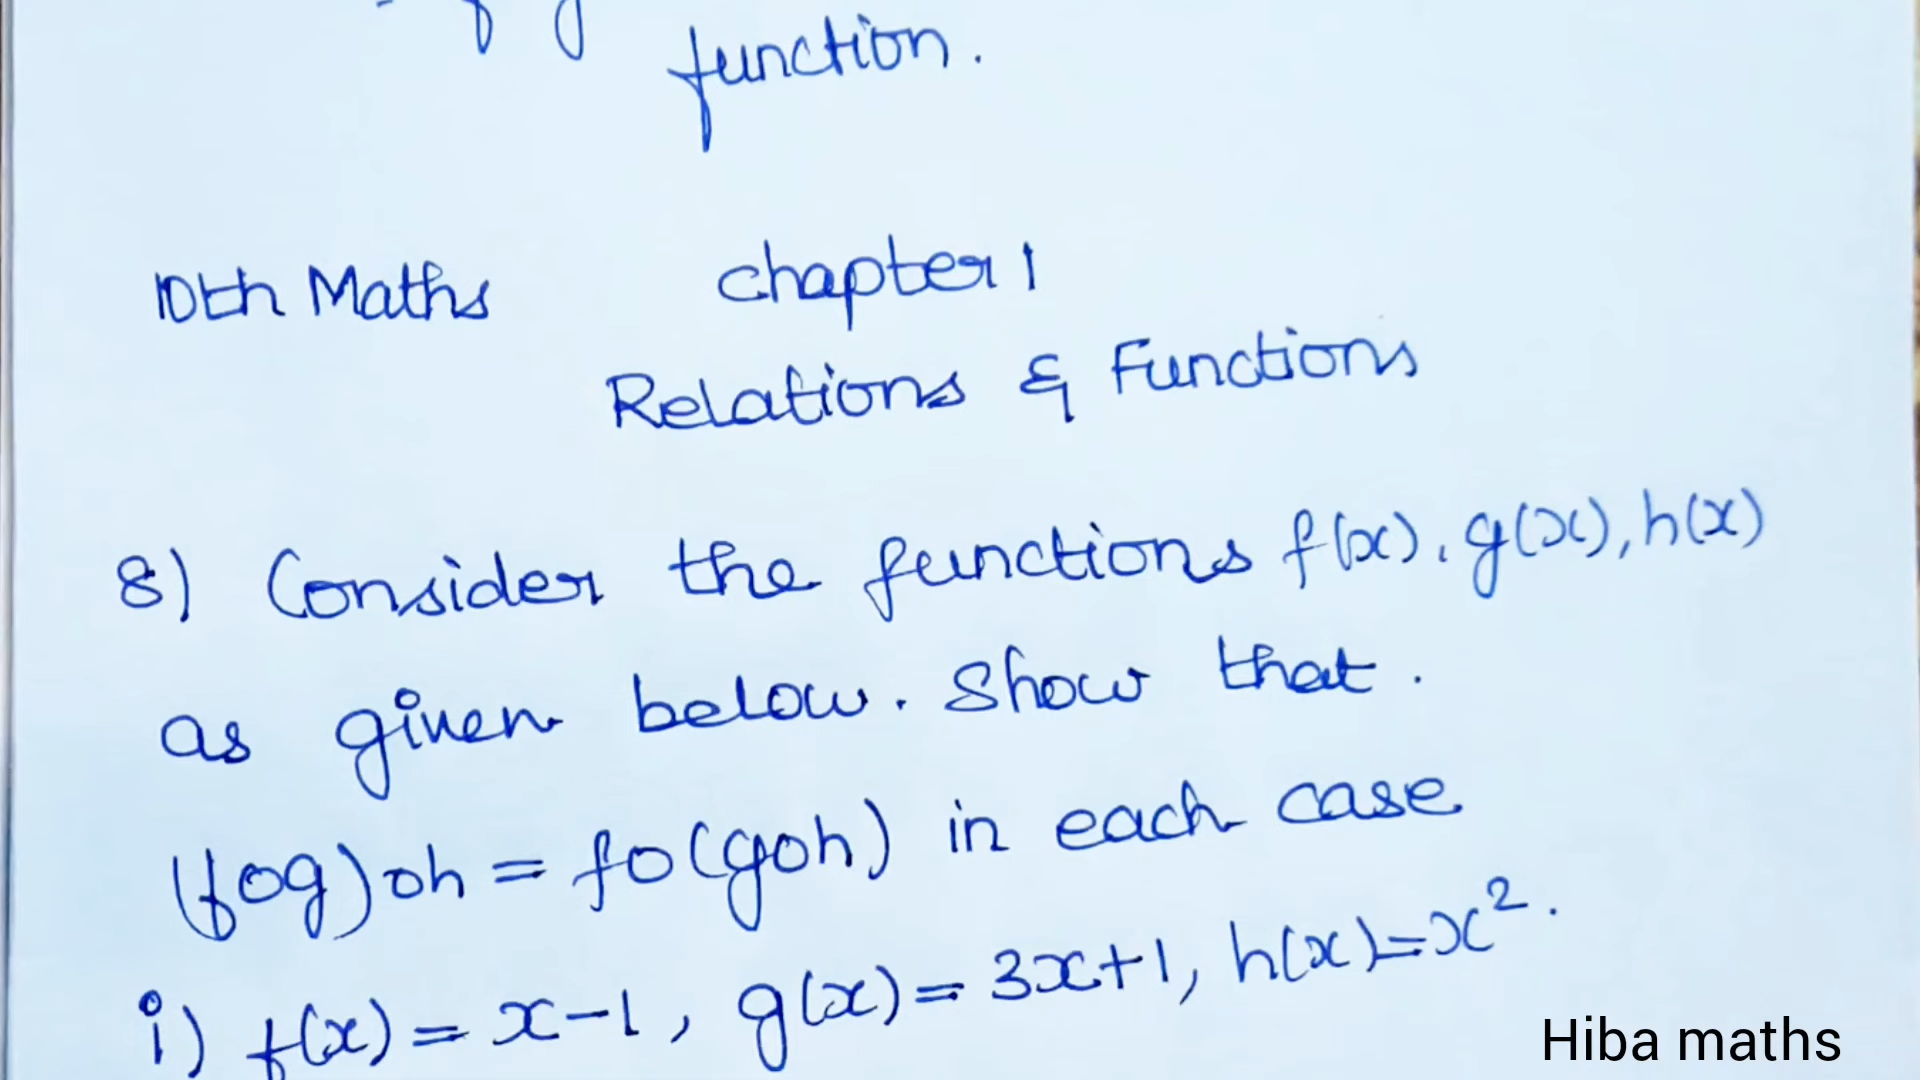 function.
10th Maths chapter 1
Relations & Functions
8) Consider the functions f(x), g(x), h(x)
as given below. Show that.
(fog)oh = fo(goh) in each case
i) f(x) = x-1, g(x) = 3x+1, h(x)=x².
Hiba maths